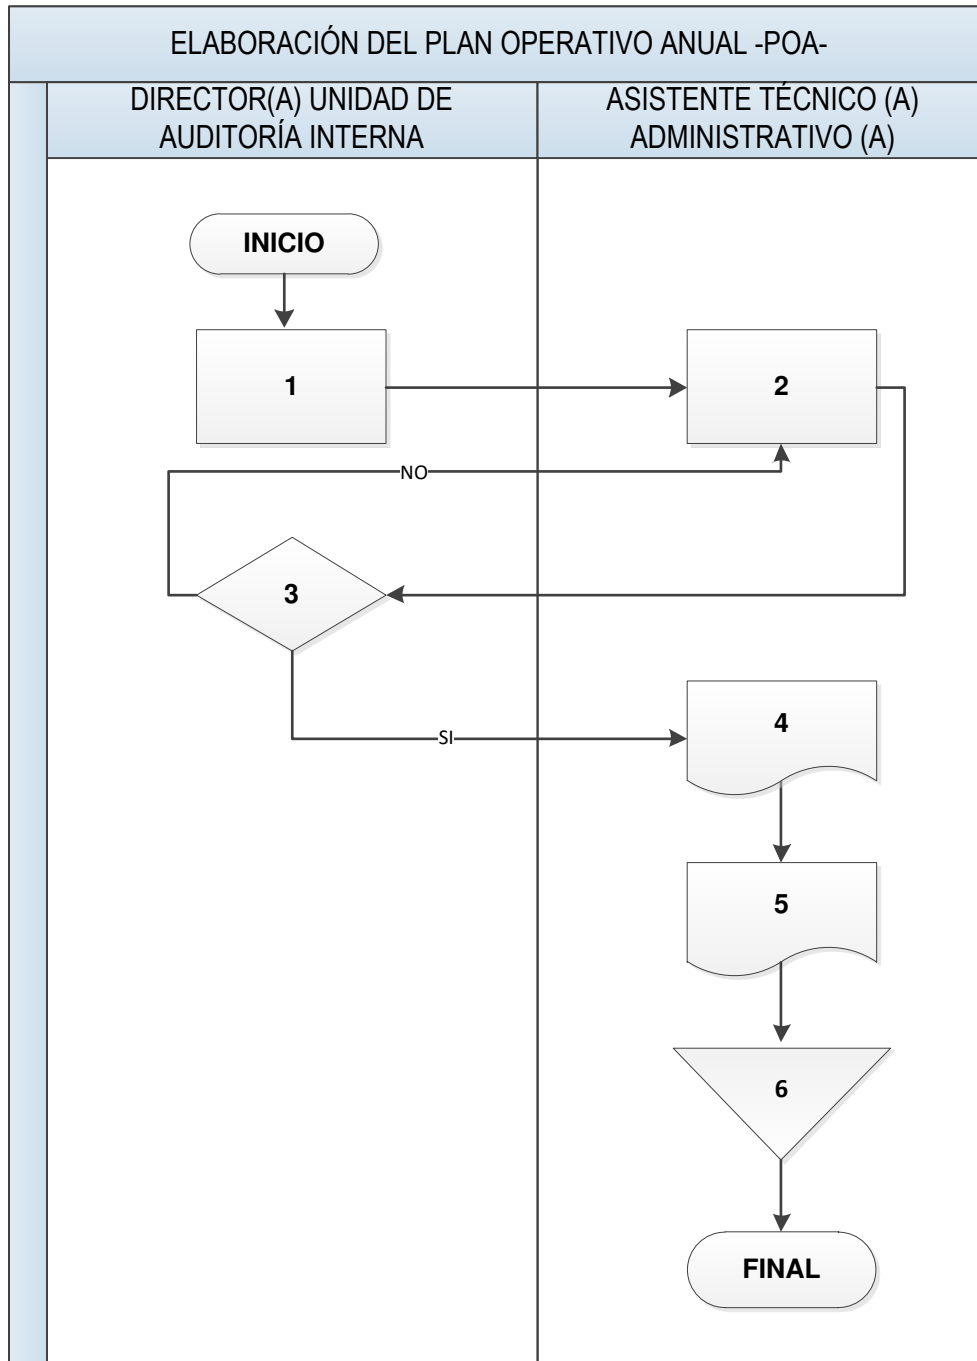 ELABORACIÓN DEL PLAN OPERATIVO ANUAL -POA-
DIRECTOR(A) UNIDAD DE
AUDITORÍA INTERNA
ASISTENTE TÉCNICO (A)
ADMINISTRATIVO (A)
INICIO
1
2
NO
3
4
SI
5
6
FINAL